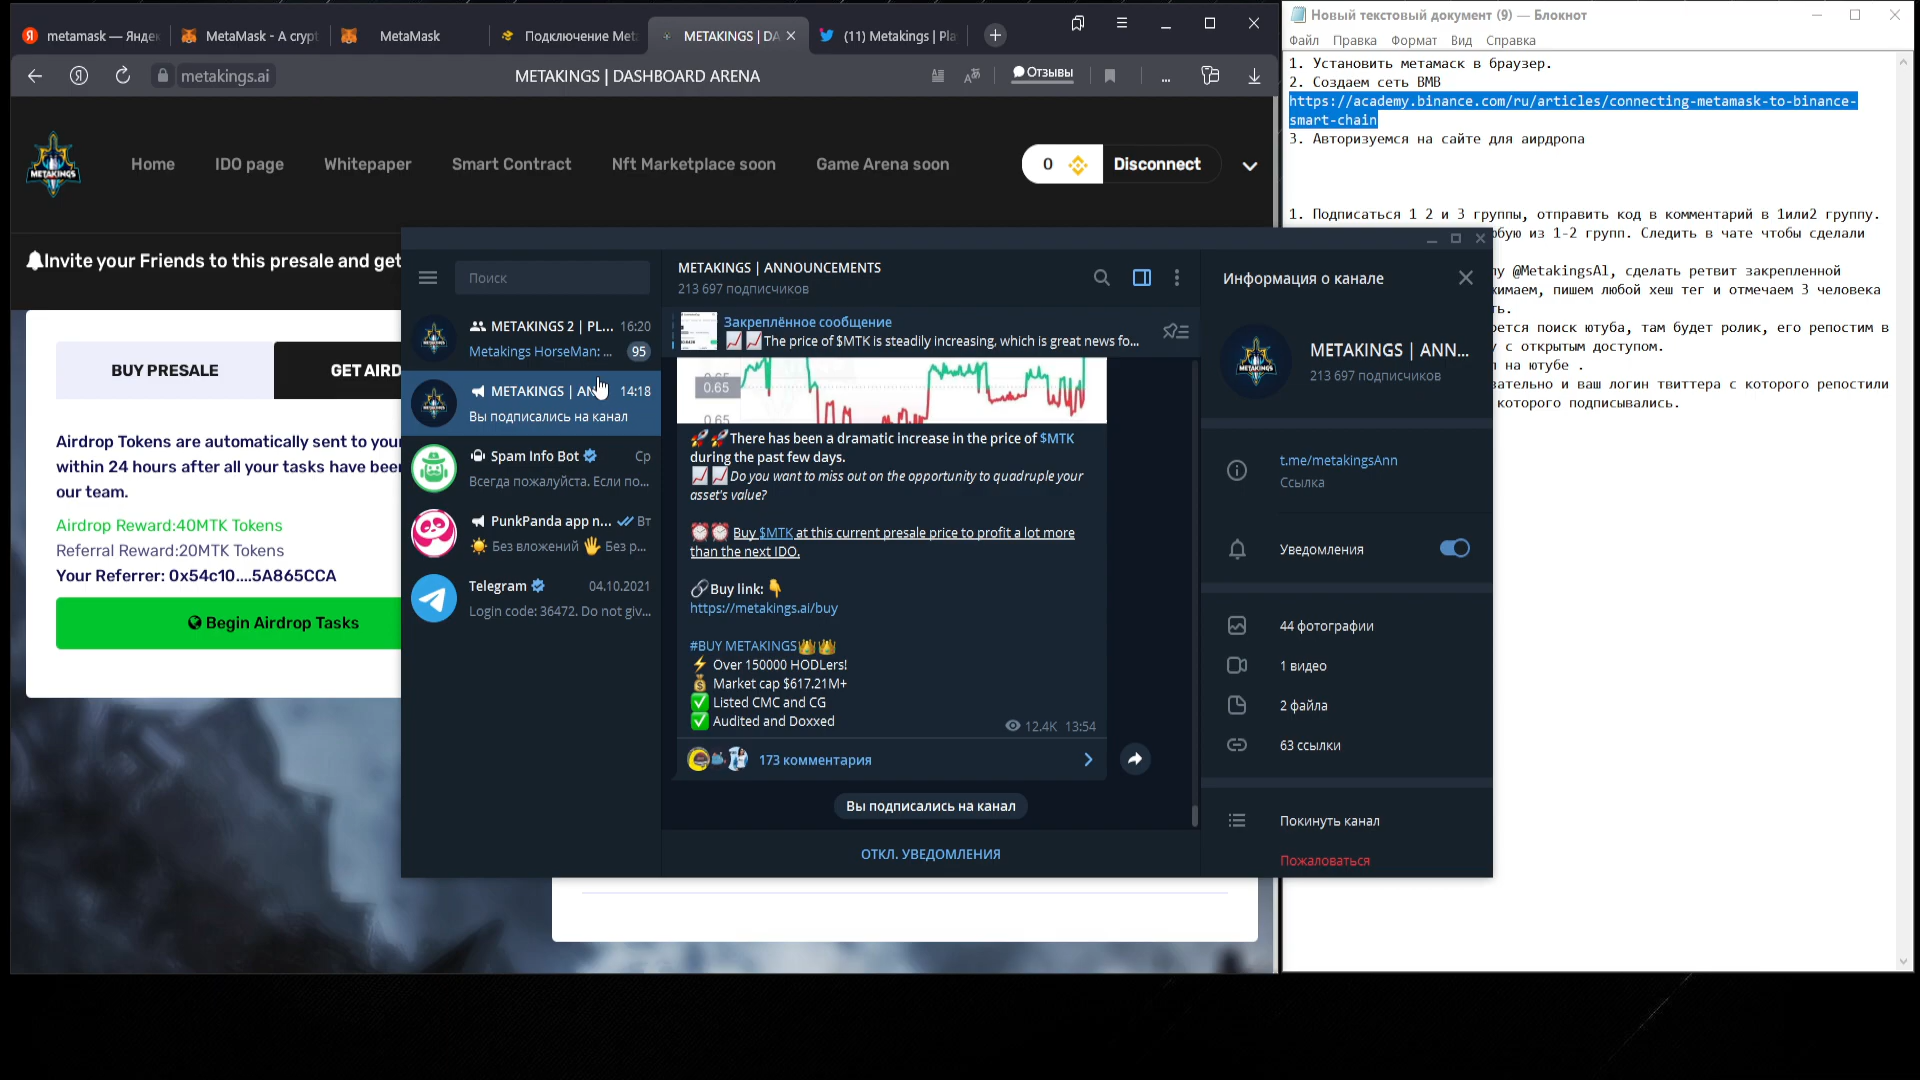 metamask — Яндек
MetaMask - A crypt
MetaMask
Подключение Met
METAKINGS | DA
(11) Metakings | Pla
metakings.ai
METAKINGS | DASHBOARD ARENA
Отзывы
METAKINGS
Home
IDO page
Whitepaper
Smart Contract
Nft Marketplace soon
Game Arena soon
0
Disconnect
Invite your Friends to this presale and get
BUY PRESALE
GET AIRD
Airdrop Tokens are automatically sent to your
within 24 hours after all your tasks have been
our team.
Airdrop Reward:40MTK Tokens
Referral Reward:20MTK Tokens
Your Referrer: 0x54c10....5A865CCA
Begin Airdrop Tasks
Поиск
METAKINGS 2 | PL... 16:20
Metakings HorseMan: ... 95
METAKINGS | AN 14:18
Вы подписались на канал
Spam Info Bot Ср
Всегда пожалуйста. Если по...
PunkPanda app n... Вт
Без вложений Без р...
Telegram 04.10.2021
Login code: 36472. Do not giv...
METAKINGS | ANNOUNCEMENTS
213 697 подписчиков
Закреплённое сообщение
The price of $MTK is steadily increasing, which is great news fo...
0.65
0.65
There has been a dramatic increase in the price of $MTK
during the past few days.
Do you want to miss out on the opportunity to quadruple your
asset's value?
Buy $MTK at this current presale price to profit a lot more
than the next IDO.
Buy link:
https://metakings.ai/buy
#BUY METAKINGS
Over 150000 HODLers!
Market cap $617.21M+
Listed CMC and CG
Audited and Doxxed
12.4K 13:54
173 комментария
Вы подписались на канал
ОТКЛ. УВЕДОМЛЕНИЯ
Информация о канале
METAKINGS | ANN...
213 697 подписчиков
t.me/metakingsAnn
Ссылка
Уведомления
44 фотографии
1 видео
2 файла
63 ссылки
Покинуть канал
Пожаловаться
Новый текстовый документ (9) — Блокнот
Файл Правка Формат Вид Справка
1. Установить метамаск в браузер.
2. Создаем сеть BMB
https://academy.binance.com/ru/articles/connecting-metamask-to-binance-
smart-chain
3. Авторизуемся на сайте для аирдропа
1. Подписаться 1 2 и 3 группы, отправить код в комментарий в 1или2 группу.
бую из 1-2 групп. Следить в чате чтобы сделали
@MetakingsAl, сделать ретвит закрепленной
жимаем, пишем любой хеш тег и отмечаем 3 человека
ть.
ется поиск ютуба, там будет ролик, его репостим в
с открытым доступом.
на ютубе .
ательно и ваш логин твиттера с которого репостили
которого подписывались.